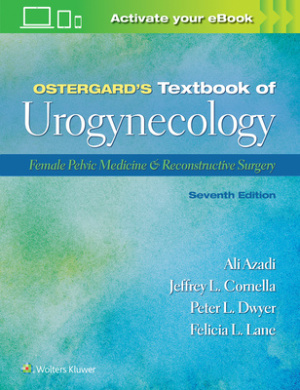 Activate your eBook
OSTERGARD'S Textbook of
Urogynecology
Female Pelvic Medicine & Reconstructive Surgery
Seventh Edition
Ali Azadi
Jeffrey L. Cornella
Peter L. Dwyer
Felicia L. Lane
Wolters Kluwer